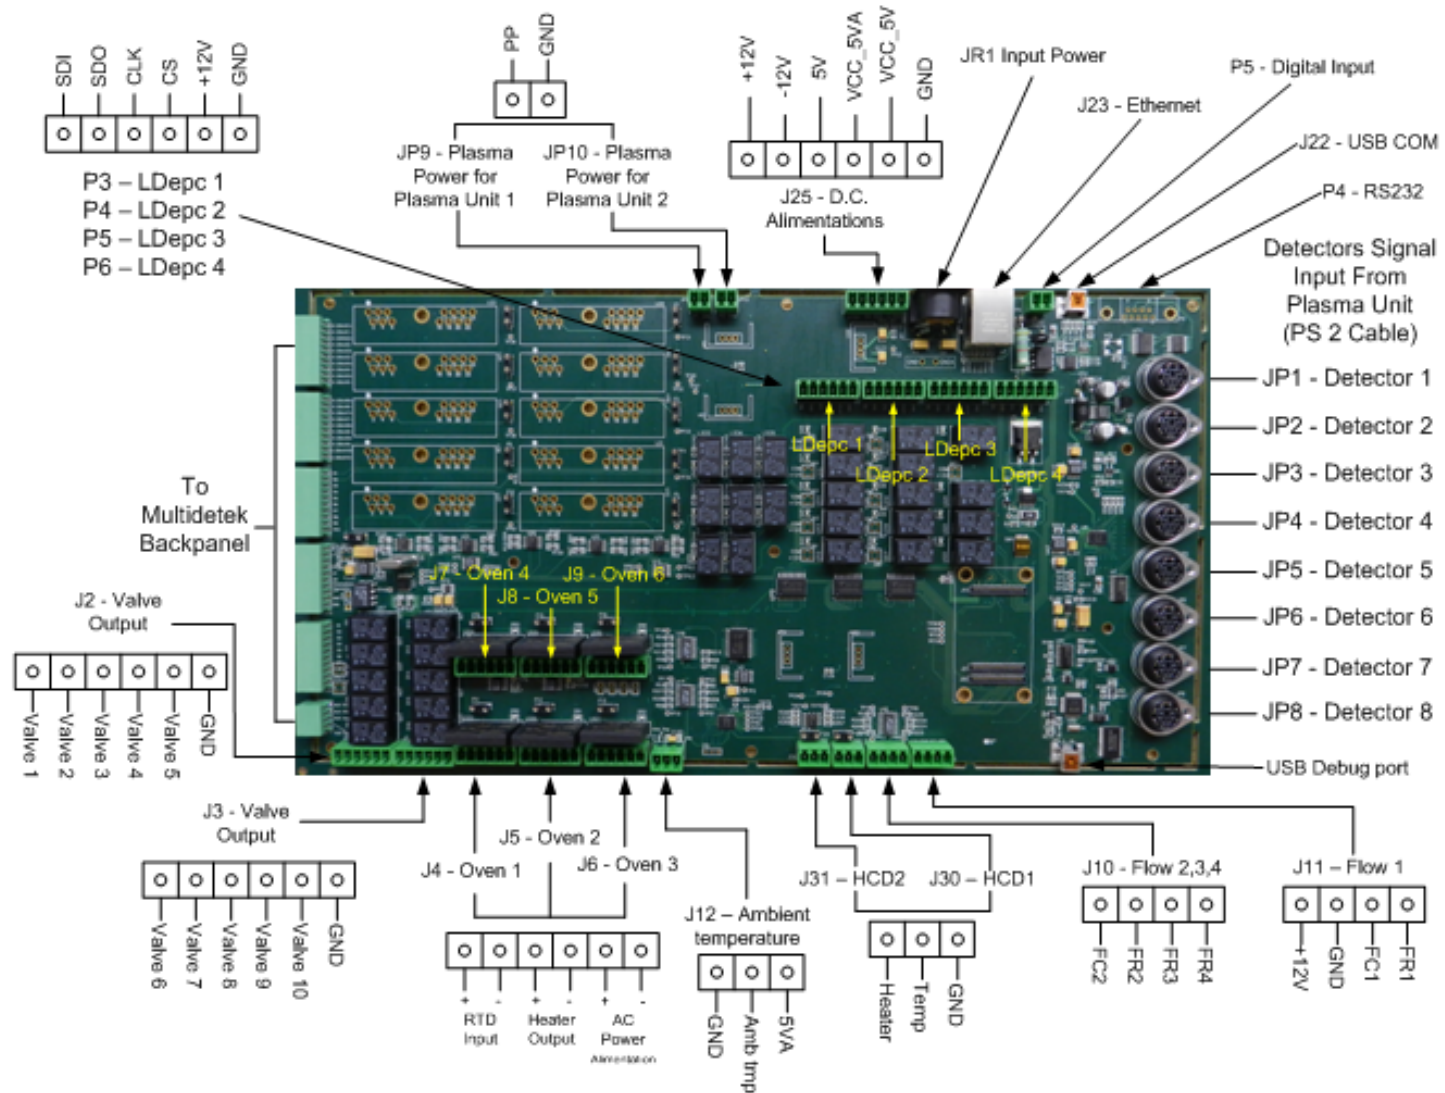 SDI
SDO
CLK
CS
+12V
GND
P3 – LDepc 1
P4 – LDepc 2
P5 – LDepc 3
P6 – LDepc 4
PP
GND
JP9 - Plasma
Power for
Plasma Unit 1
JP10 - Plasma
Power for
Plasma Unit 2
+12V
-12V
5V
VCC_5VA
VCC_5V
GND
J25 - D.C.
Alimentations
JR1 Input Power
J23 - Ethernet
P5 - Digital Input
J22 - USB COM
P4 - RS232
Detectors Signal
Input From
Plasma Unit
(PS 2 Cable)
JP1 - Detector 1
JP2 - Detector 2
JP3 - Detector 3
JP4 - Detector 4
JP5 - Detector 5
JP6 - Detector 6
JP7 - Detector 7
JP8 - Detector 8
USB Debug port
LDepc 1
LDepc 2
LDepc 3
LDepc 4
To
Multidetek
Backpanel
J7 - Oven 4
J8 - Oven 5
J9 - Oven 6
J2 - Valve
Output
Valve 1
Valve 2
Valve 3
Valve 4
Valve 5
GND
J3 - Valve
Output
Valve 6
Valve 7
Valve 8
Valve 9
Valve 10
GND
J4 - Oven 1
J5 - Oven 2
J6 - Oven 3
+ - + - + -
RTD
Input
Heater
Output
AC
Power
Alimentation
J12 – Ambient
temperature
GND
Amb tmp
5VA
J31 – HCD2
J30 – HCD1
Heater
Temp
GND
J10 - Flow 2,3,4
FC2
FR2
FR3
FR4
J11 – Flow 1
+12V
GND
FC1
FR1